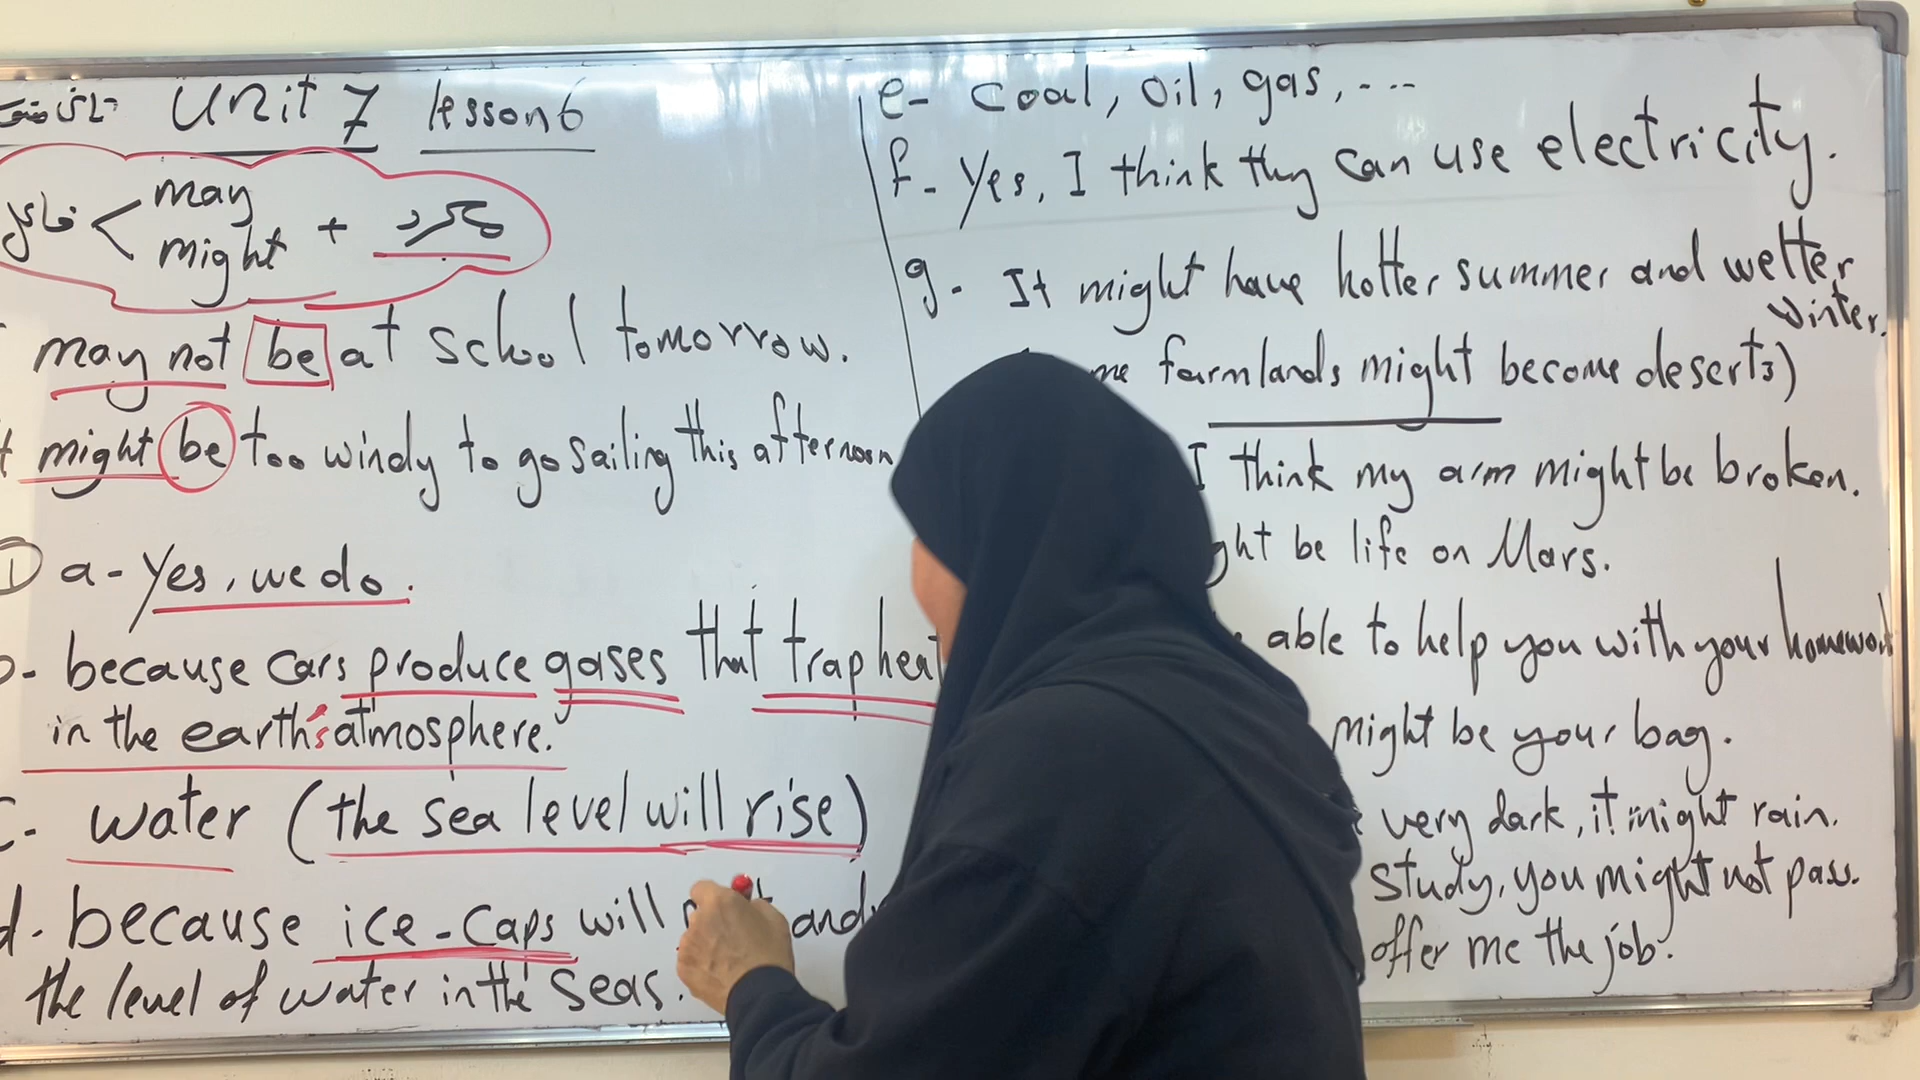 Unit 7 lesson 6
فاعل < may might + مجرد
may not be at school tomorrow.
might be too windy to go sailing this afternoon
① a- Yes, we do.
b- because cars produce gases that trap heat
in the earth's atmosphere.
c- water (the sea level will rise)
d- because ice-caps will and
the level of water in the seas.
e- coal, oil, gas, ...
f- Yes, I think thy can use electricity.
g- It might have hotter summer and wetter
winter.
farmlands might become deserts)
I think my arm might be broken.
be life on Mars.
able to help you with your homework
might be your bag.
very dark, it might rain.
study, you might not pass.
offer me the job.